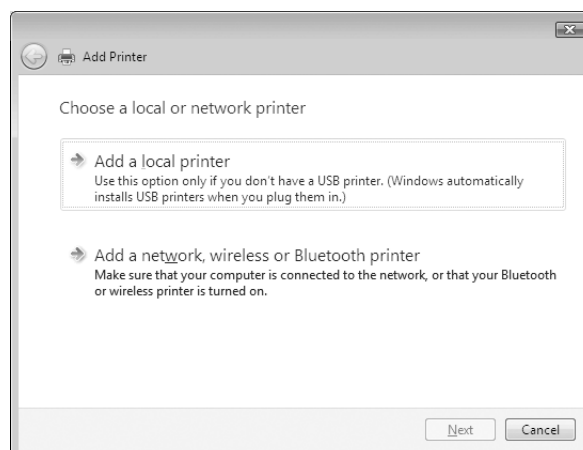 Add Printer
Choose a local or network printer
Add a local printer
Use this option only if you don't have a USB printer. (Windows automatically
installs USB printers when you plug them in.)
Add a network, wireless or Bluetooth printer
Make sure that your computer is connected to the network, or that your Bluetooth
or wireless printer is turned on.
Next Cancel